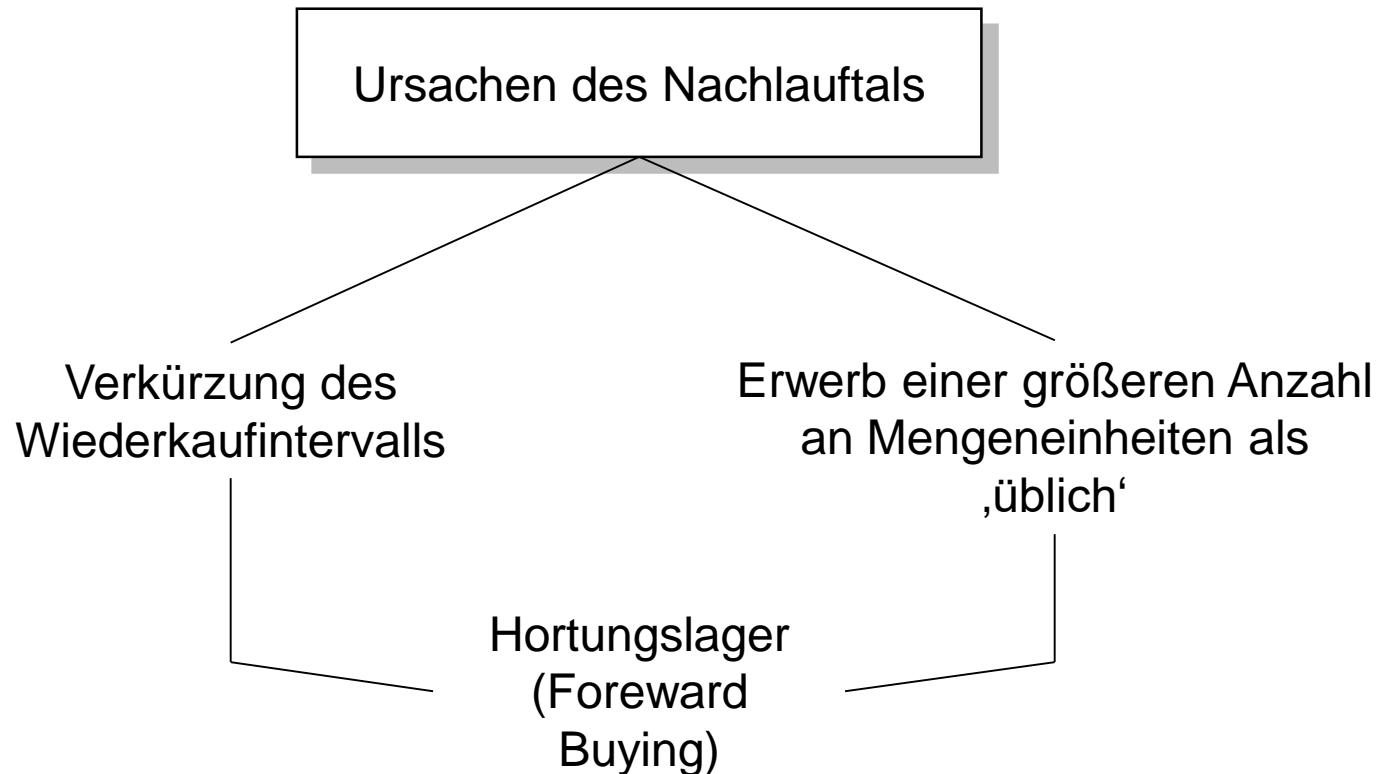 Ursachen des Nachlauftals
Verkürzung des
Wiederkaufintervalls
Erwerb einer größeren Anzahl
an Mengeneinheiten als
‚üblich‘
Hortungslager
(Foreward
Buying)